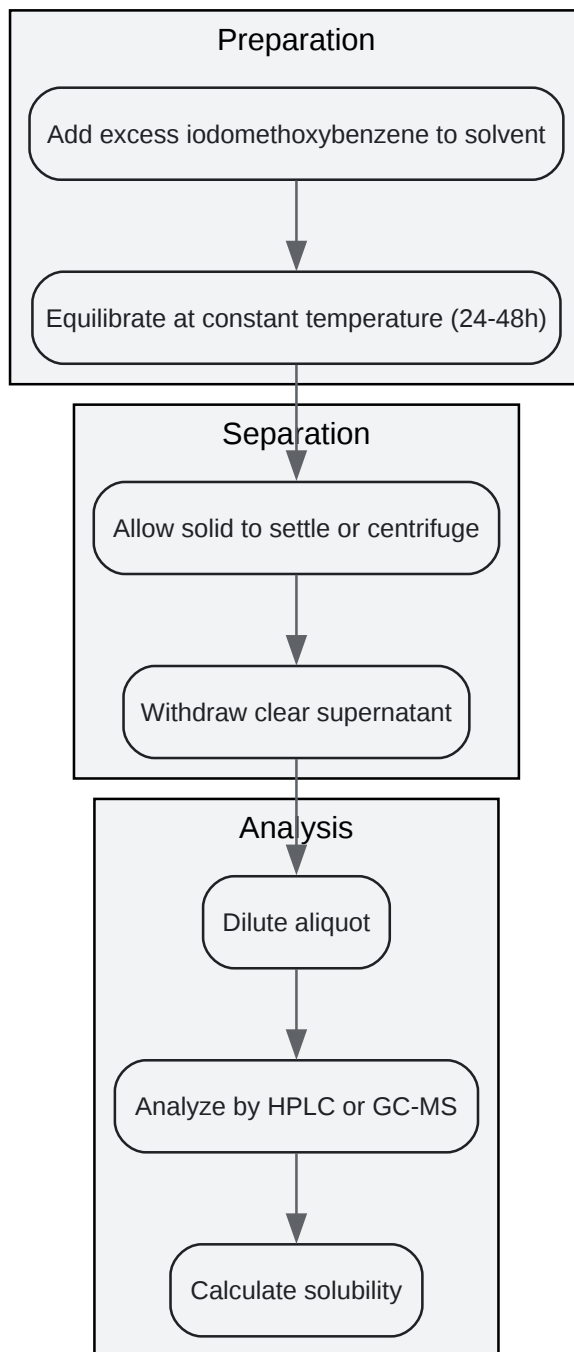 Preparation
Add excess iodomethoxybenzene to solvent
Equilibrate at constant temperature (24-48h)
Separation
Allow solid to settle or centrifuge
Withdraw clear supernatant
Analysis
Dilute aliquot
Analyze by HPLC or GC-MS
Calculate solubility